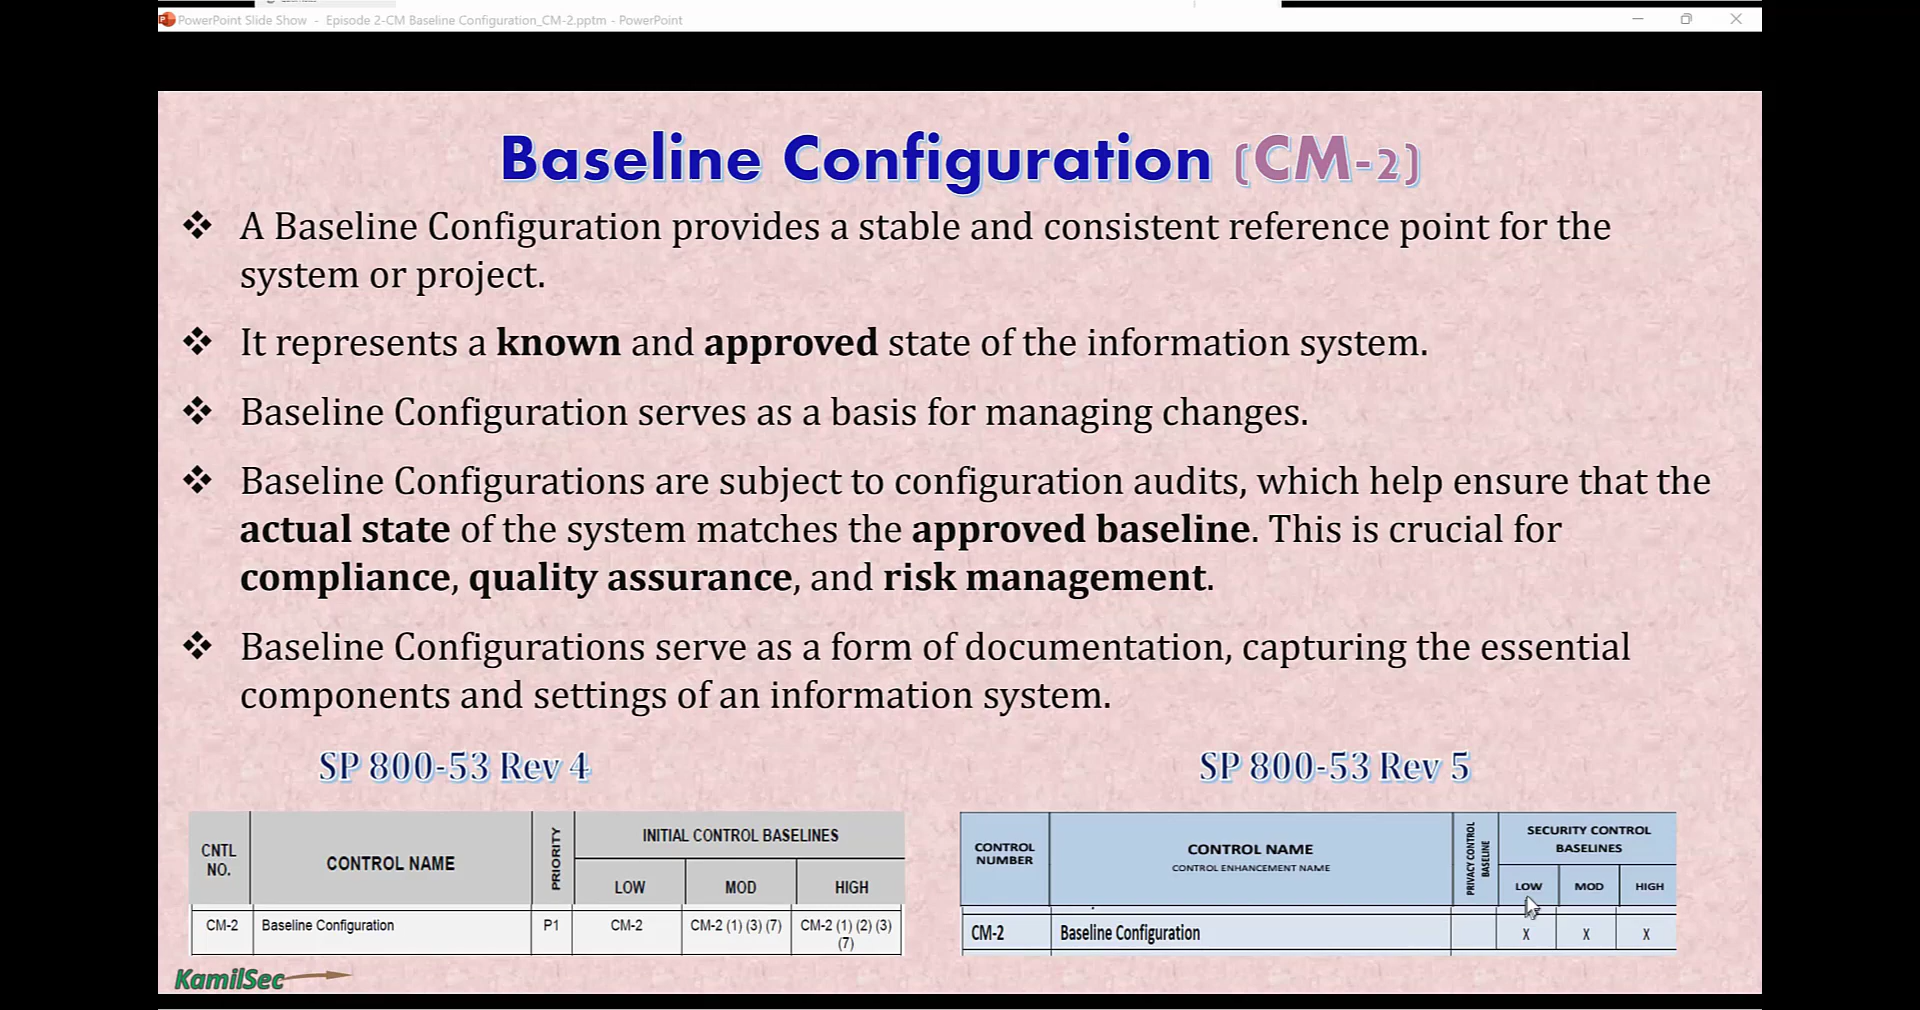 PowerPoint Slide Show - Episode 2-CM Baseline Configuration_CM-2.pptm - PowerPoint
Baseline Configuration (CM-2)
❖ A Baseline Configuration provides a stable and consistent reference point for the
system or project.
❖ It represents a known and approved state of the information system.
❖ Baseline Configuration serves as a basis for managing changes.
❖ Baseline Configurations are subject to configuration audits, which help ensure that the
actual state of the system matches the approved baseline. This is crucial for
compliance, quality assurance, and risk management.
❖ Baseline Configurations serve as a form of documentation, capturing the essential
components and settings of an information system.
SP 800-53 Rev 4
CNTL NO. CONTROL NAME PRIORITY INITIAL CONTROL BASELINES
LOW MOD HIGH
CM-2 Baseline Configuration P1 CM-2 CM-2 (1) (3) (7) CM-2 (1) (2) (3)
(7)
SP 800-53 Rev 5
CONTROL NUMBER CONTROL NAME PRIVACY CONTROL BASELINE SECURITY CONTROL
CONTROL ENHANCEMENT NAME BASELINES
LOW MOD HIGH
CM-2 Baseline Configuration x x x
KamilSec